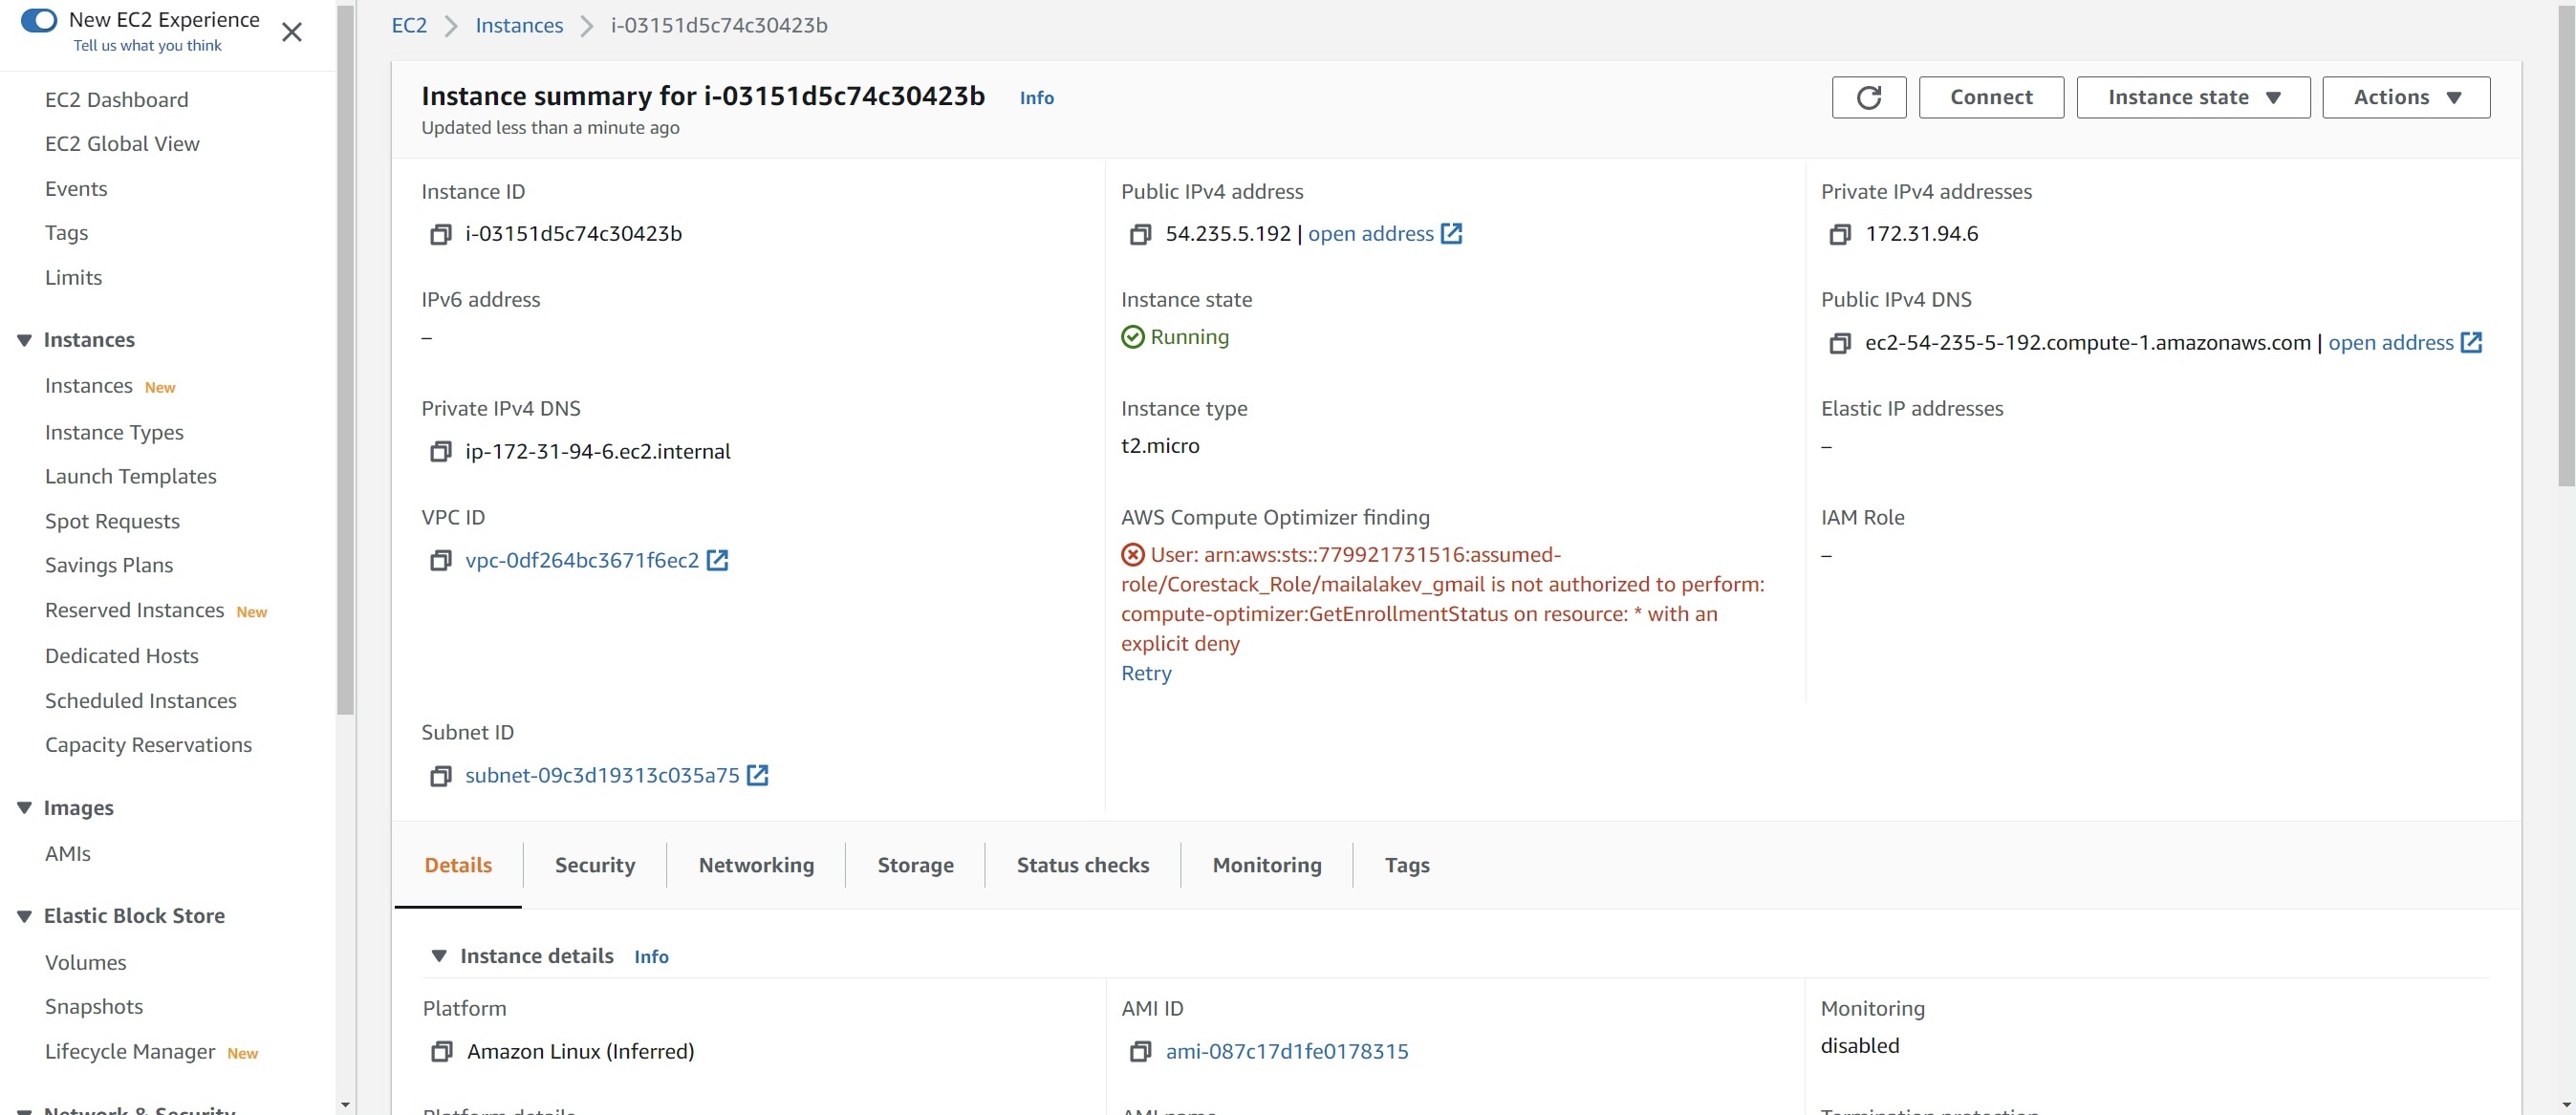 New EC2 Experience
Tell us what you think
EC2 Dashboard
EC2 Global View
Events
Tags
Limits
Instances
Instances New
Instance Types
Launch Templates
Spot Requests
Savings Plans
Reserved Instances New
Dedicated Hosts
Scheduled Instances
Capacity Reservations
Images
AMIs
Elastic Block Store
Volumes
Snapshots
Lifecycle Manager New
Network & Security
EC2 > Instances > i-03151d5c74c30423b
Instance summary for i-03151d5c74c30423b Info
Updated less than a minute ago
Connect
Instance state
Actions
Instance ID
i-03151d5c74c30423b
Public IPv4 address
54.235.5.192 | open address
Private IPv4 addresses
172.31.94.6
IPv6 address
–
Instance state
Running
Public IPv4 DNS
ec2-54-235-5-192.compute-1.amazonaws.com | open address
Private IPv4 DNS
ip-172-31-94-6.ec2.internal
Instance type
t2.micro
Elastic IP addresses
–
VPC ID
vpc-0df264bc3671f6ec2
AWS Compute Optimizer finding
User: arn:aws:sts::779921731516:assumed-
role/Corestack_Role/mailalakev_gmail is not authorized to perform:
compute-optimizer:GetEnrollmentStatus on resource: * with an
explicit deny
Retry
IAM Role
–
Subnet ID
subnet-09c3d19313c035a75
Details
Security
Networking
Storage
Status checks
Monitoring
Tags
Instance details Info
Platform
Amazon Linux (Inferred)
AMI ID
ami-087c17d1fe0178315
Monitoring
disabled
Platform details
AMI name
Termination protection